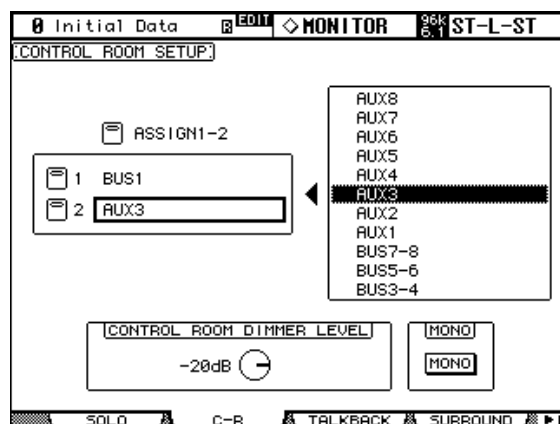 0 Initial Data EDIT MONITOR 96k 6.1 ST-L-ST
CONTROL ROOM SETUP
ASSIGN1-2
1 BUS1
2 AUX3
AUX8
AUX7
AUX6
AUX5
AUX4
AUX3
AUX2
AUX1
BUS7-8
BUS5-6
BUS3-4
CONTROL ROOM DIMMER LEVEL
-20dB
MONO
MONO
SOLO C-R TALKBACK SURROUND